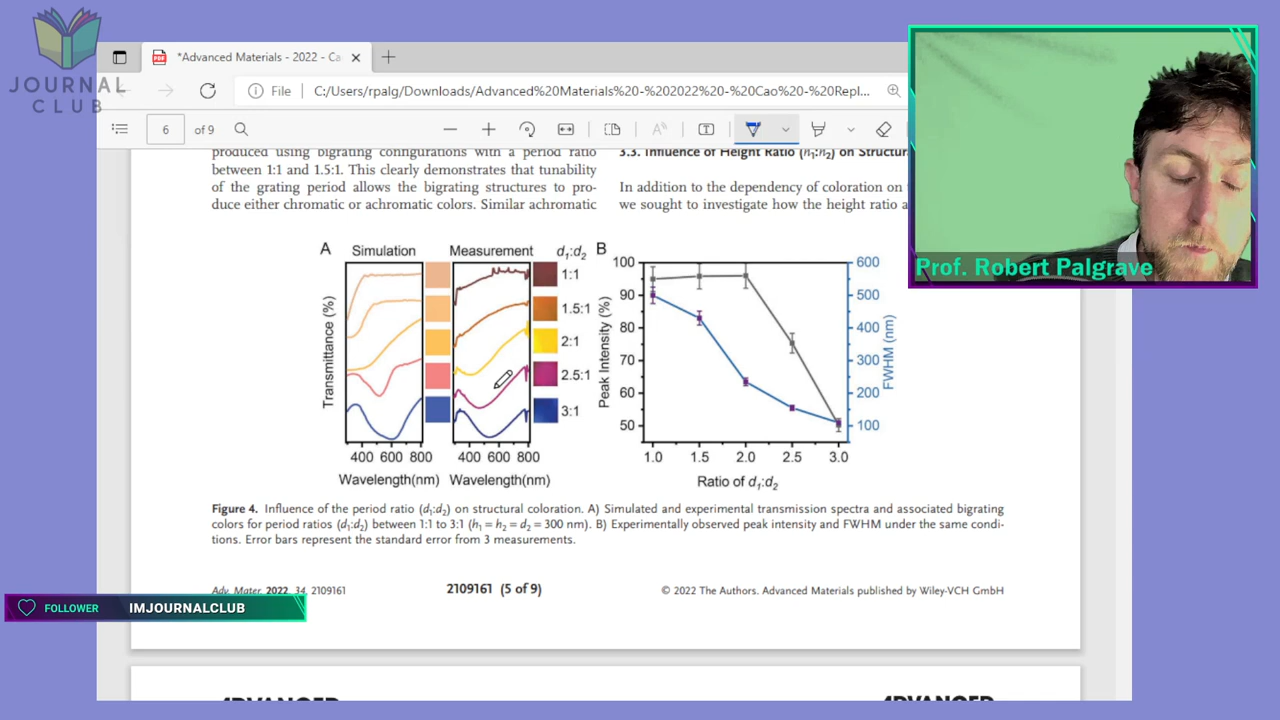 JOURNAL
CLUB
*Advanced Materials - 2022 - Ca
File
C:/Users/rpalg/Downloads/Advanced%20Materials%20-%202022%20-%20Cao%20-%20Repl...
6
of 9
produced using bigrating configurations with a period ratio
between 1:1 and 1.5:1. This clearly demonstrates that tunability
of the grating period allows the bigrating structures to pro-
duce either chromatic or achromatic colors. Similar achromatic
3.3. Influence of Height Ratio (h₁:h₂) on Structur
In addition to the dependency of coloration on
we sought to investigate how the height ratio a
Prof. Robert Palgrave
A
Simulation
Measurement
d₁:d₂
1:1
1.5:1
2:1
2.5:1
3:1
Transmittance (%)
400 600 800
400 600 800
Wavelength(nm)
Wavelength(nm)
B
100
90
80
70
60
50
Peak Intensity (%)
600
500
400
300
200
100
FWHM (nm)
1.0 1.5 2.0 2.5 3.0
Ratio of d₁:d₂
Figure 4. Influence of the period ratio (d₁:d₂) on structural coloration. A) Simulated and experimental transmission spectra and associated bigrating
colors for period ratios (d₁:d₂) between 1:1 to 3:1 (h₁ = h₂ = d₂ = 300 nm). B) Experimentally observed peak intensity and FWHM under the same condi-
tions. Error bars represent the standard error from 3 measurements.
Adv. Mater. 2022, 34, 2109161
2109161 (5 of 9)
© 2022 The Authors. Advanced Materials published by Wiley-VCH GmbH
FOLLOWER
IMJOURNALCLUB